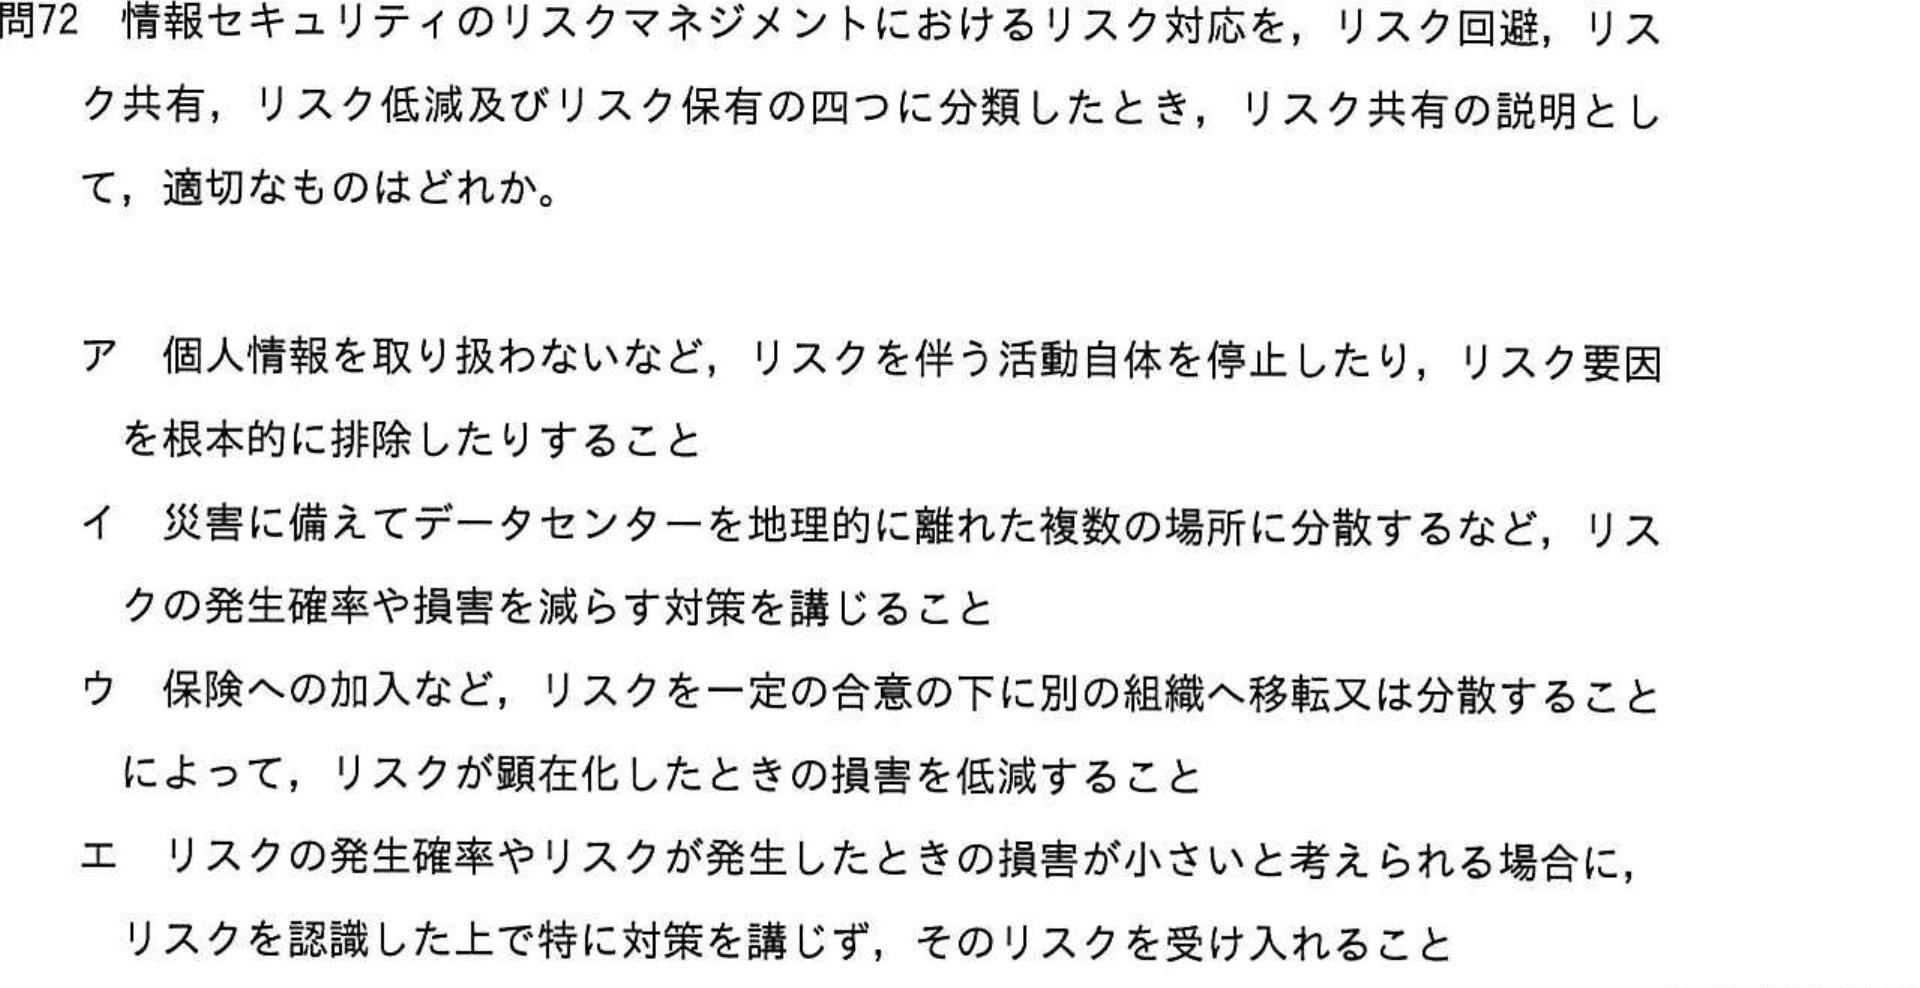 問72　情報セキュリティのリスクマネジメントにおけるリスク対応を，リスク回避，リス
ク共有，リスク低減及びリスク保有の四つに分類したとき，リスク共有の説明とし
て，適切なものはどれか。
ア　個人情報を取り扱わないなど，リスクを伴う活動自体を停止したり，リスク要因
を根本的に排除したりすること
イ　災害に備えてデータセンターを地理的に離れた複数の場所に分散するなど，リス
クの発生確率や損害を減らす対策を講じること
ウ　保険への加入など，リスクを一定の合意の下に別の組織へ移転又は分散すること
によって，リスクが顕在化したときの損害を低減すること
エ　リスクの発生確率やリスクが発生したときの損害が小さいと考えられる場合に，
リスクを認識した上で特に対策を講じず，そのリスクを受け入れること